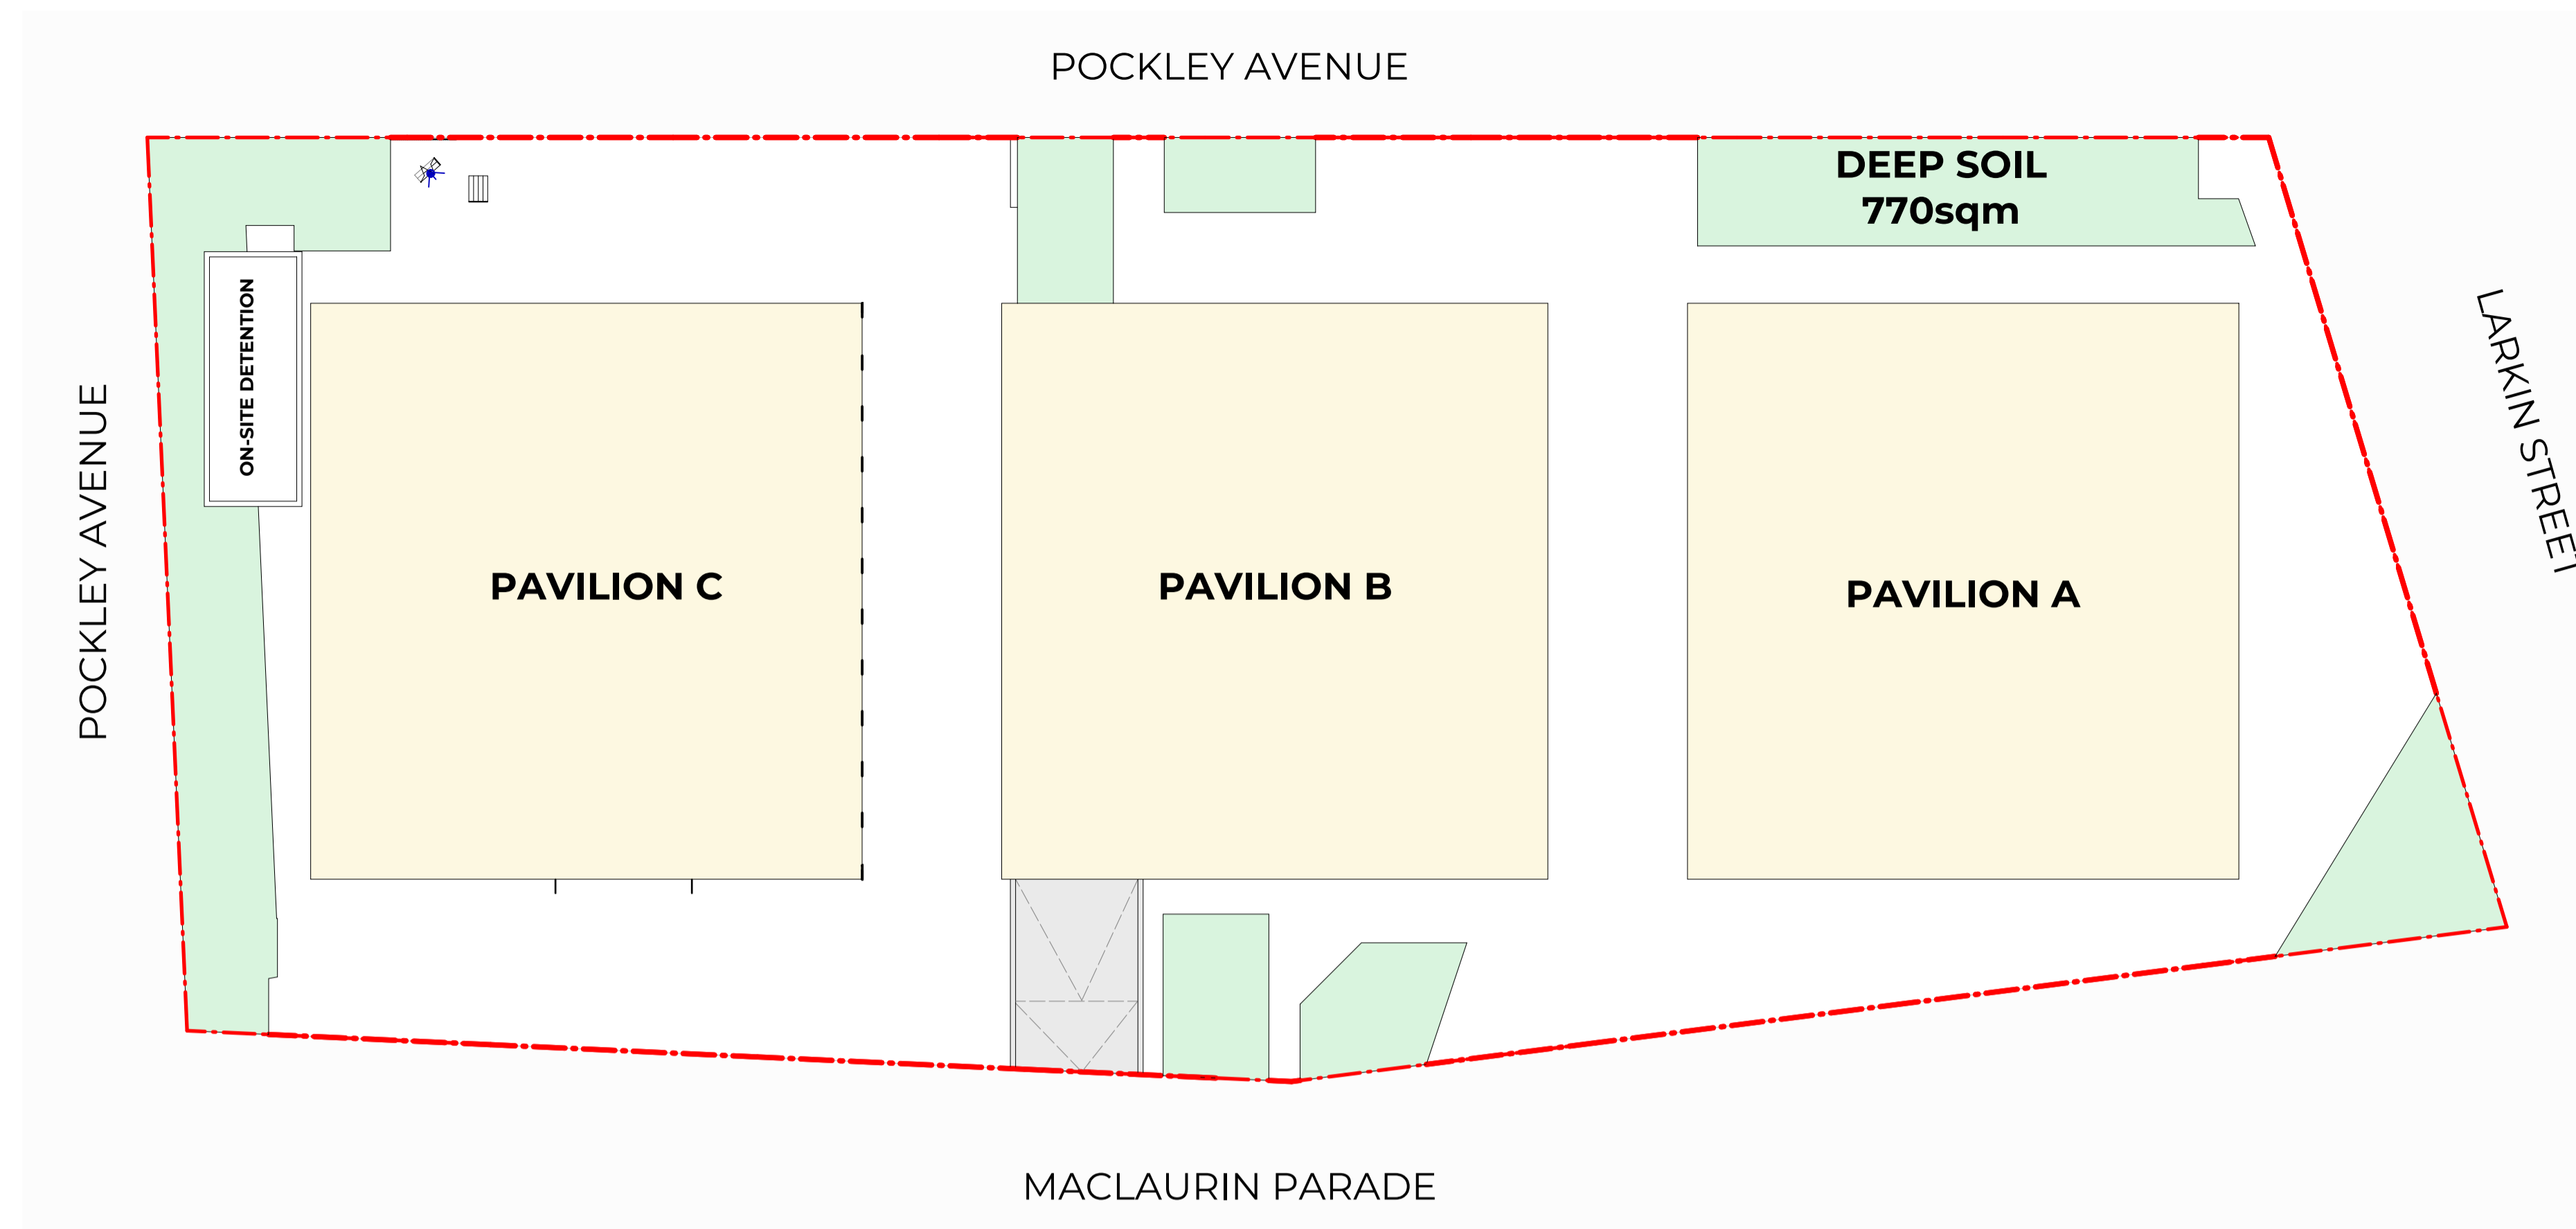 POCKLEY AVENUE
DEEP SOIL
770sqm
ON-SITE DETENTION
POCKLEY AVENUE
LARKIN STREET
PAVILION C
PAVILION B
PAVILION A
MACLAURIN PARADE